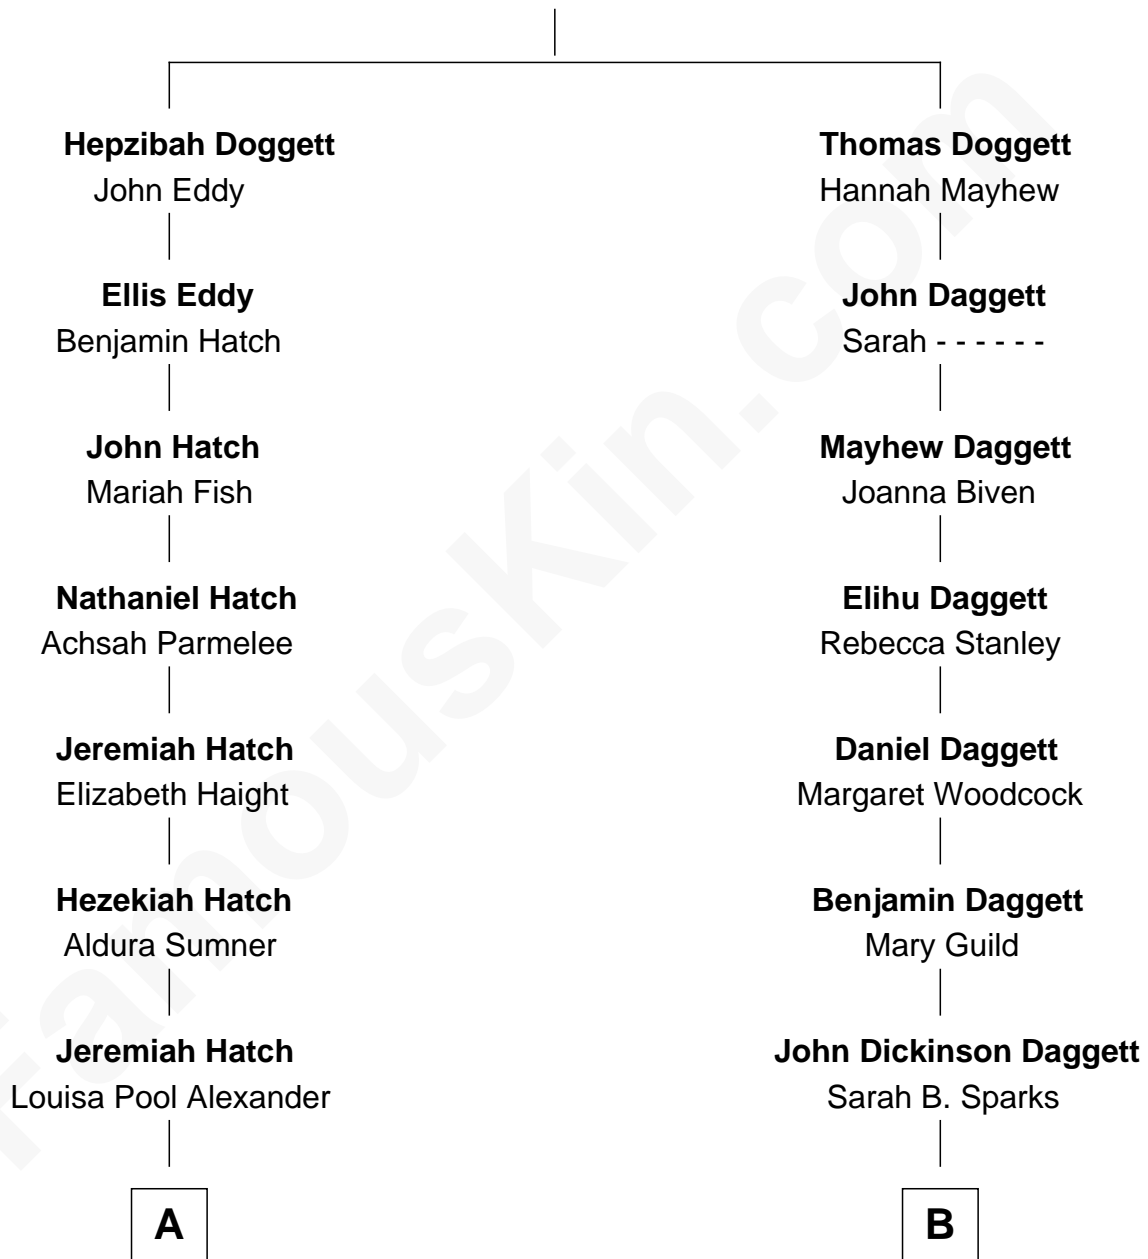 Hepzibah Doggett
John Eddy
Thomas Doggett
Hannah Mayhew
Ellis Eddy
Benjamin Hatch
John Daggett
Sarah - - - - - -
John Hatch
Mariah Fish
Mayhew Daggett
Joanna Biven
Nathaniel Hatch
Achsah Parmelee
Elihu Daggett
Rebecca Stanley
Jeremiah Hatch
Elizabeth Haight
Daniel Daggett
Margaret Woodcock
Hezekiah Hatch
Aldura Sumner
Benjamin Daggett
Mary Guild
Jeremiah Hatch
Louisa Pool Alexander
John Dickinson Daggett
Sarah B. Sparks
A
B
FamousKin.com